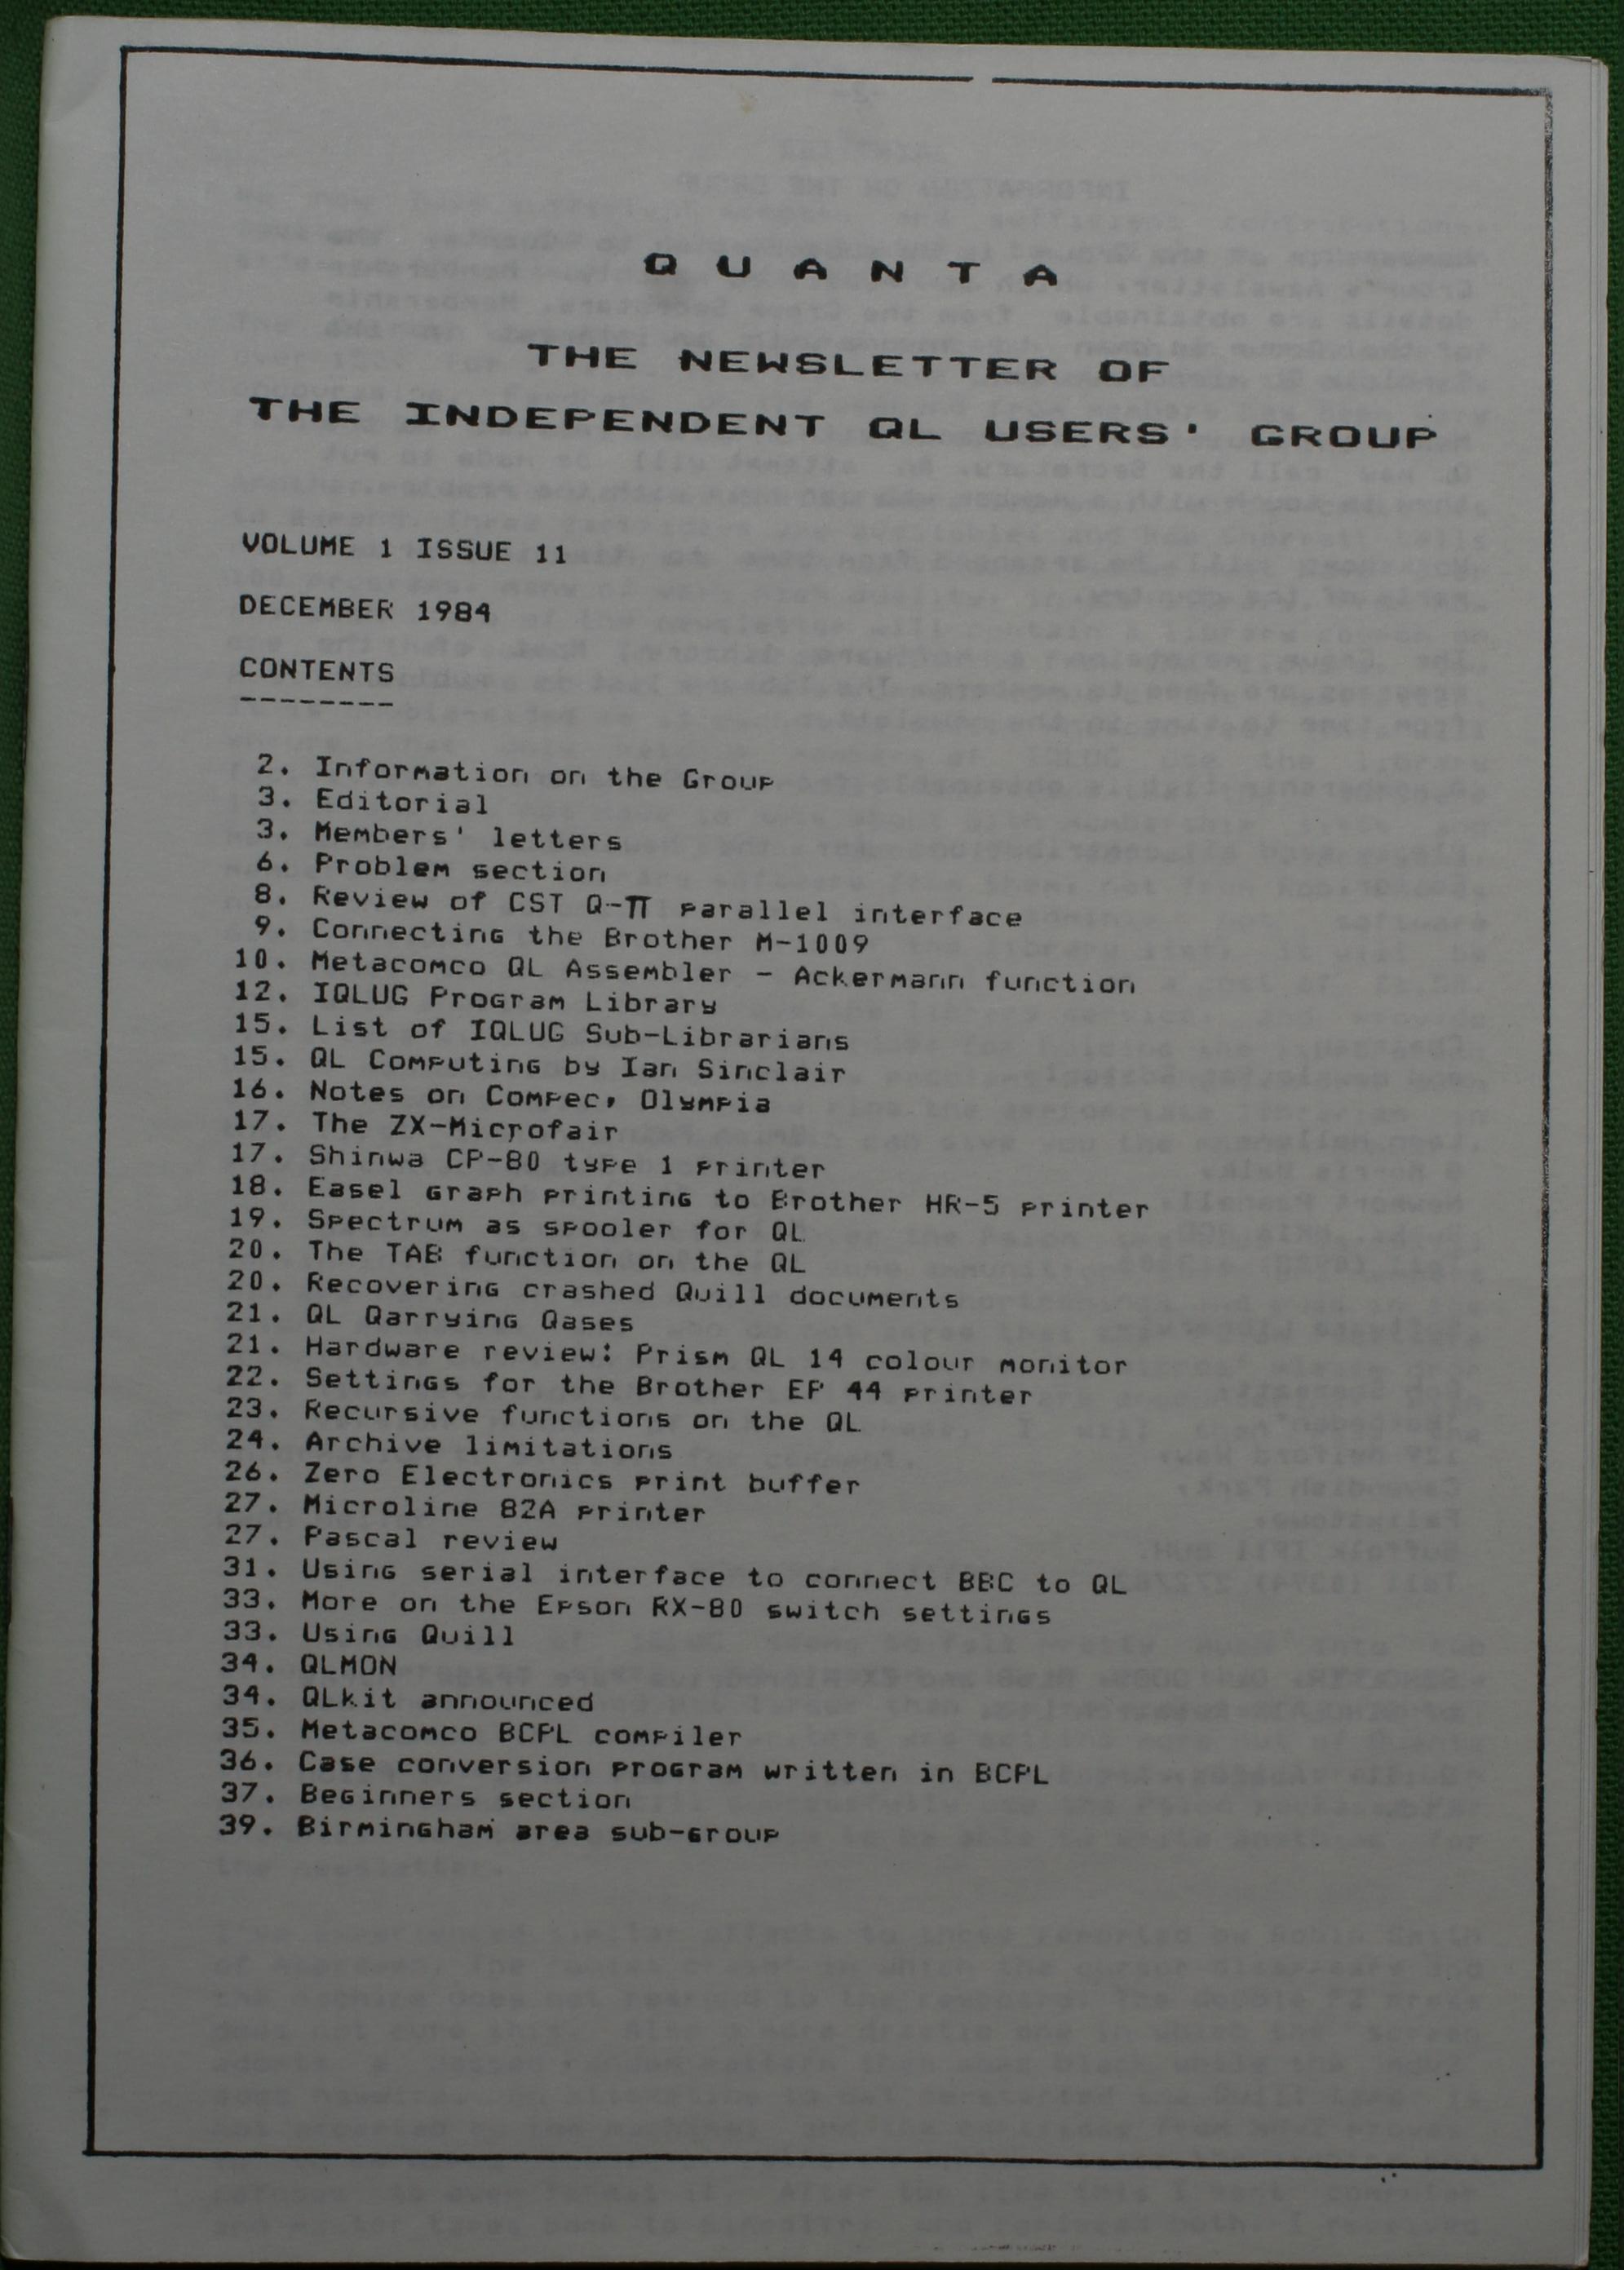 Q U A N T A
THE NEWSLETTER OF
THE INDEPENDENT QL USERS' GROUP
VOLUME 1 ISSUE 11
DECEMBER 1984
CONTENTS
--------
2. Information on the Group
3. Editorial
3. Members' letters
6. Problem section
8. Review of CST Q-π parallel interface
9. Connecting the Brother M-1009
10. Metacomco QL Assembler - Ackermann function
12. IQLUG Program Library
15. List of IQLUG Sub-Librarians
15. QL Computing by Ian Sinclair
16. Notes on Compec, Olympia
17. The ZX-Microfair
17. Shinwa CP-80 type 1 printer
18. Easel graph printing to Brother HR-5 printer
19. Spectrum as spooler for QL
20. The TAB function on the QL
20. Recovering crashed Quill documents
21. QL Qarrying Qases
21. Hardware review: Prism QL 14 colour monitor
22. Settings for the Brother EP 44 printer
23. Recursive functions on the QL
24. Archive limitations
26. Zero Electronics print buffer
27. Microline 82A printer
27. Pascal review
31. Using serial interface to connect BBC to QL
33. More on the Epson RX-80 switch settings
33. Using Quill
34. QLMON
34. QLkit announced
35. Metacomco BCPL compiler
36. Case conversion program written in BCPL
37. Beginners section
39. Birmingham area sub-group